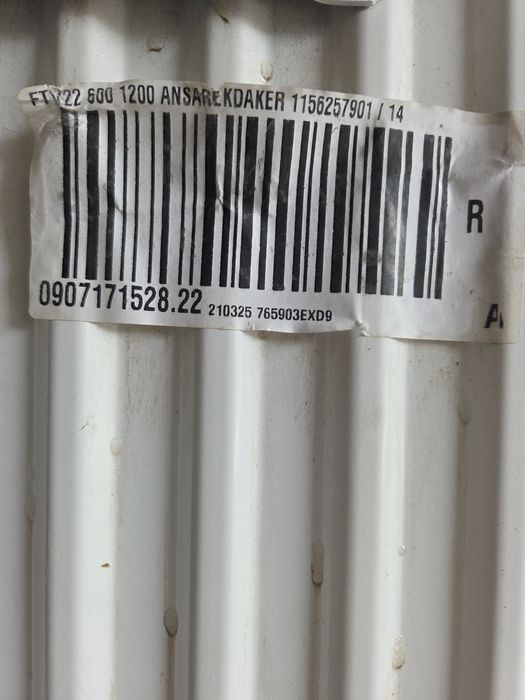 FTV22 600 1200 ANSAREKDAKER 1156257901 / 14
R
0907171528.22 210325 765903EXD9
A